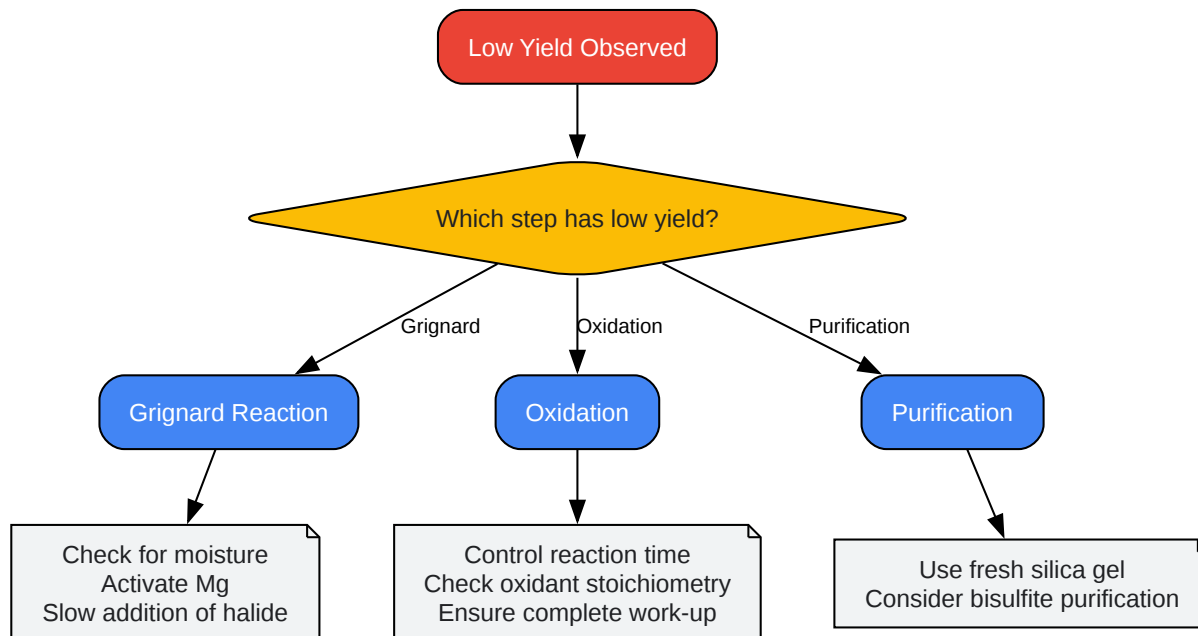 Low Yield Observed
Which step has low yield?
Grignard
Oxidation
Purification
Grignard Reaction
Oxidation
Purification
Check for moisture
Activate Mg
Slow addition of halide
Control reaction time
Check oxidant stoichiometry
Ensure complete work-up
Use fresh silica gel
Consider bisulfite purification